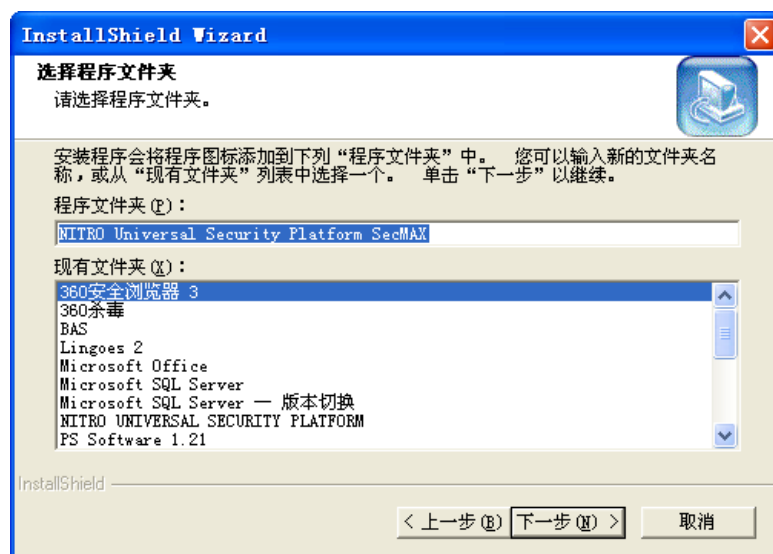 InstallShield Wizard
选择程序文件夹
请选择程序文件夹。
安装程序会将程序图标添加到下列“程序文件夹”中。 您可以输入新的文件夹名
称，或从“现有文件夹”列表中选择一个。 单击“下一步”以继续。
程序文件夹(P)：
NITRO Universal Security Platform SecMAX
现有文件夹(X)：
360安全浏览器 3
360杀毒
BAS
Lingoes 2
Microsoft Office
Microsoft SQL Server
Microsoft SQL Server — 版本切换
NITRO UNIVERSAL SECURITY PLATFORM
PS Software 1.21
InstallShield
< 上一步(B) 下一步(N) > 取消